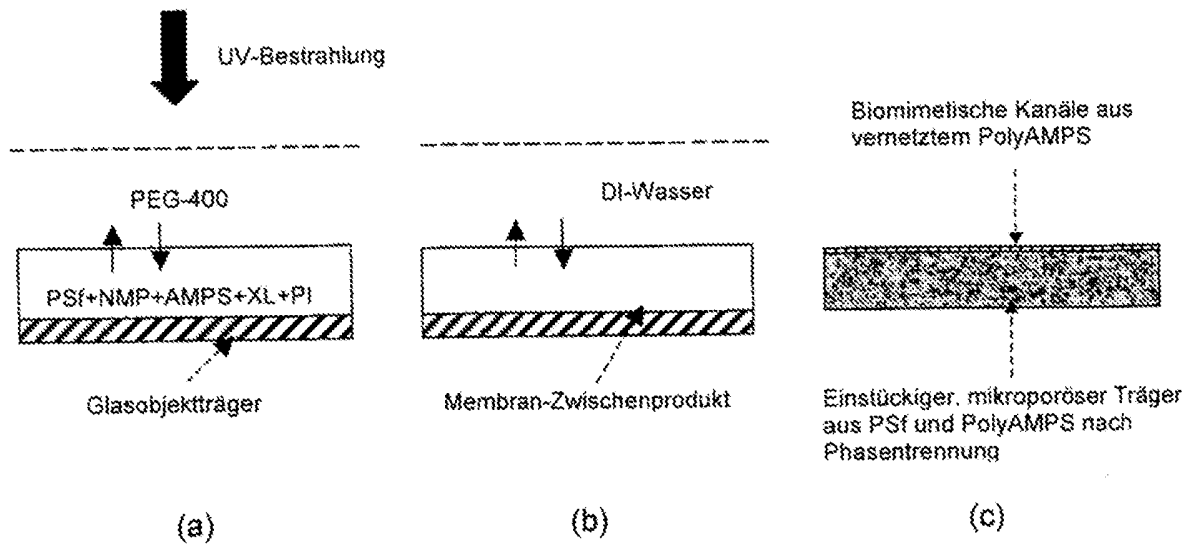 UV-Bestrahlung
PEG-400
PSf+NMP+AMPS+XL+PI
Glasobjektträger
(a)
DI-Wasser
Membran-Zwischenprodukt
(b)
Biomimetische Kanäle aus
vernetztem PolyAMPS
Einstückiger, mikroporöser Träger
aus PSf und PolyAMPS nach
Phasentrennung
(c)